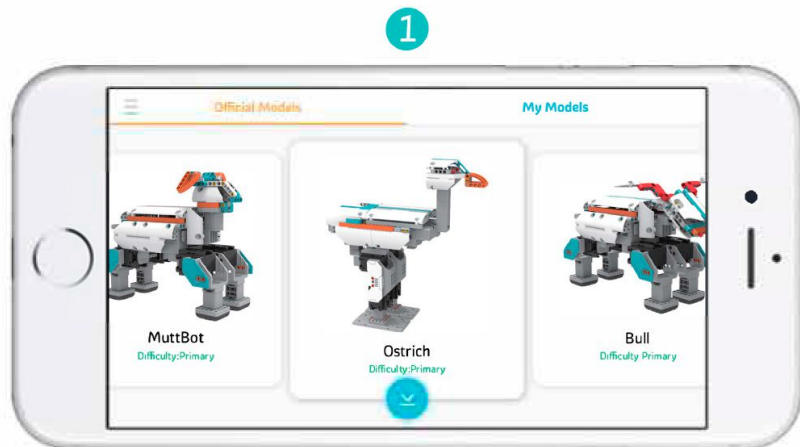 1
Official Models
My Models
MuttBot
Difficulty:Primary
Ostrich
Difficulty:Primary
Bull
Difficulty Primary